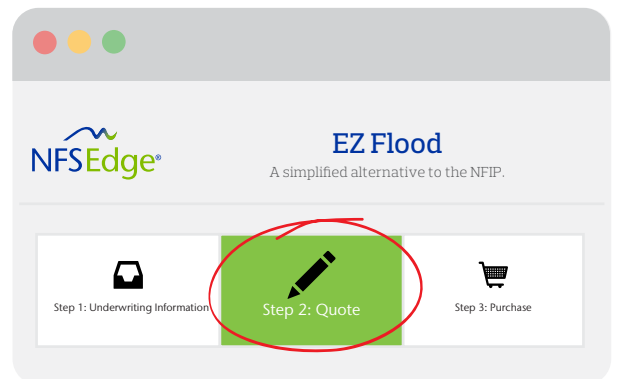 EZ Flood
NFSEdge®
A simplified alternative to the NFIP.
Step 1: Underwriting Information
Step 2: Quote
Step 3: Purchase